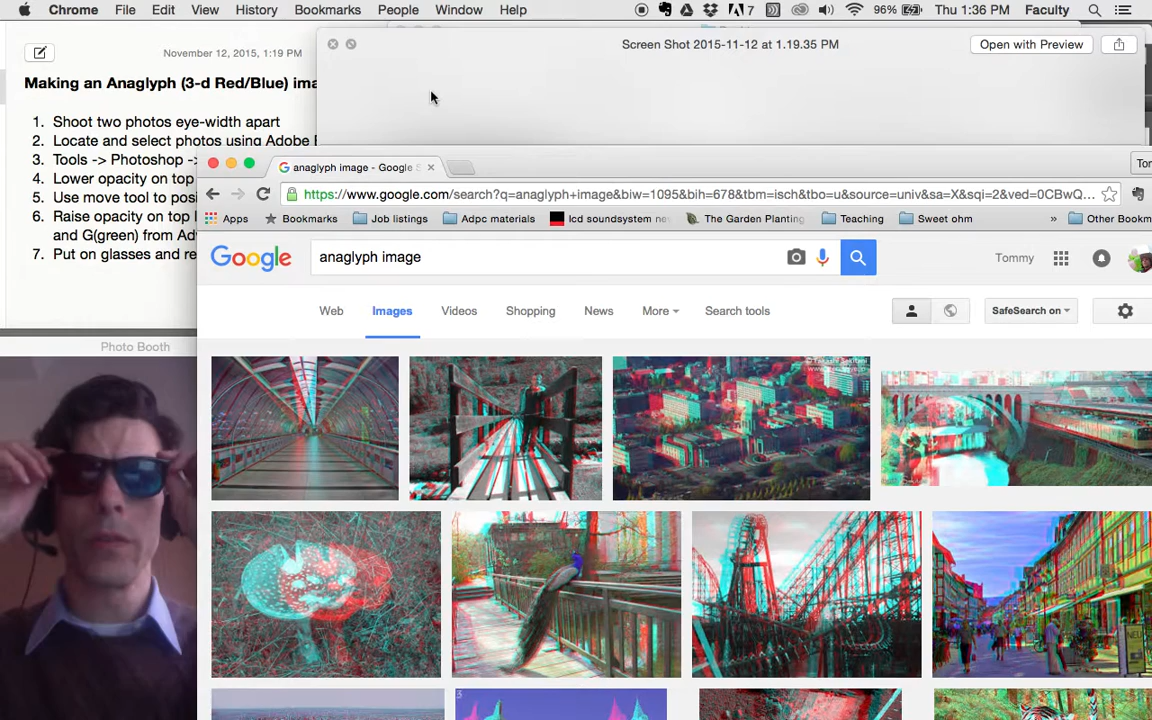 Chrome File Edit View History Bookmarks People Window Help 7 96% Thu 1:36 PM Faculty
November 12, 2015, 1:19 PM
Making an Anaglyph (3-d Red/Blue) ima
1. Shoot two photos eye-width apart
2. Locate and select photos using Adobe
3. Tools -> Photoshop -
4. Lower opacity on top
5. Use move tool to posi
6. Raise opacity on top
and G(green) from Ad
7. Put on glasses and re
Screen Shot 2015-11-12 at 1.19.35 PM
Open with Preview
anaglyph image - Google S
Tor
https://www.google.com/search?q=anaglyph+image&biw=1095&bih=678&tbm=isch&tbo=u&source=univ&sa=X&sqi=2&ved=0CBwQ...
Apps Bookmarks Job listings Adpc materials lcd soundsystem new The Garden Planting Teaching Sweet ohm » Other Bookm
Google
anaglyph image
Tommy
Web Images Videos Shopping News More Search tools
SafeSearch on
Photo Booth
NEU
3